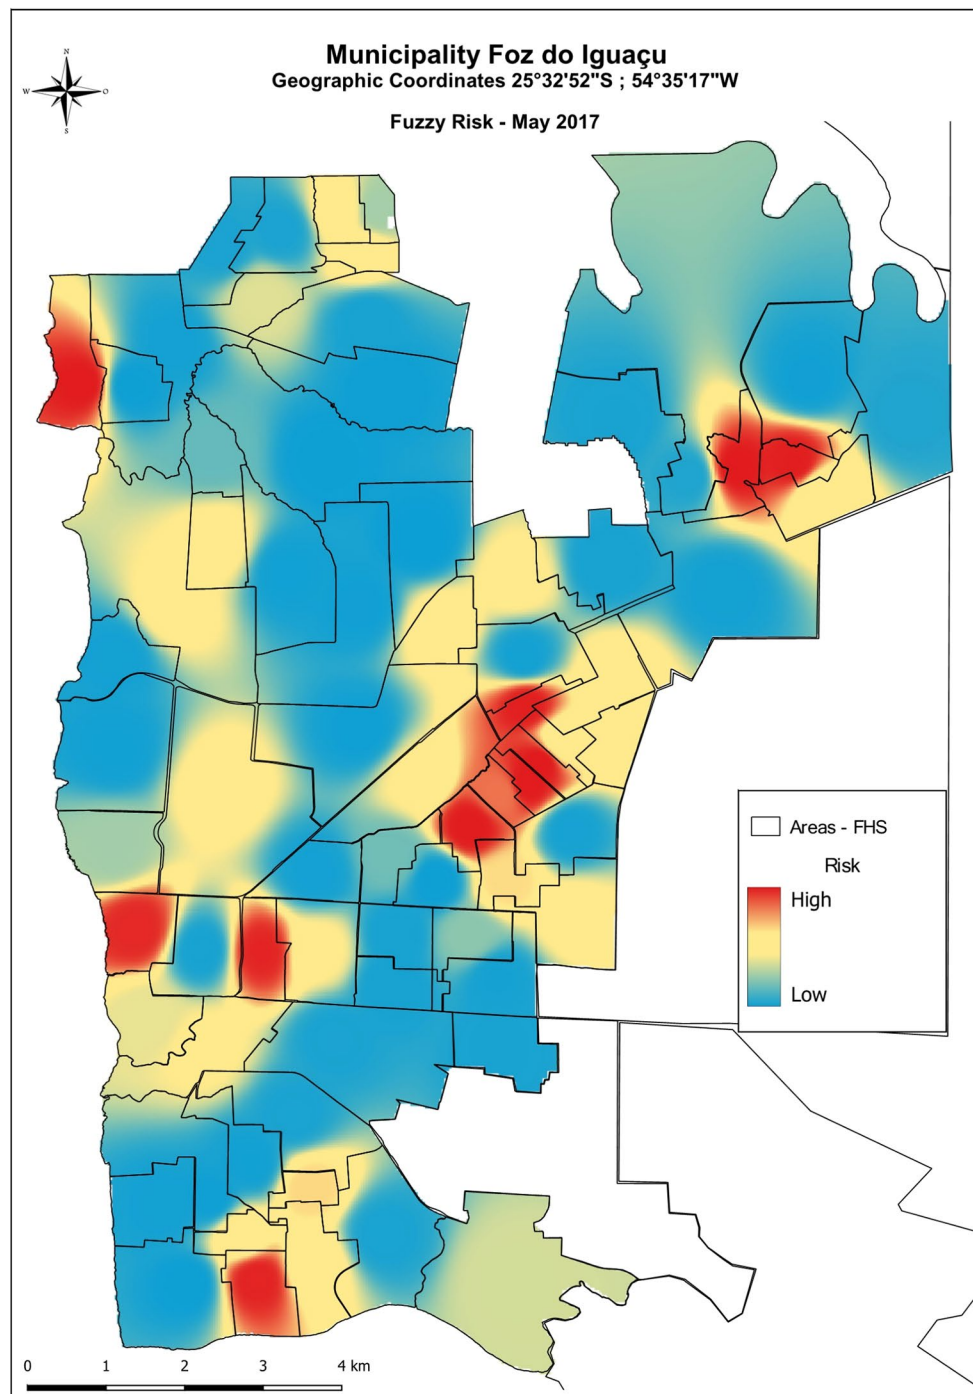 Municipality Foz do Iguaçu
Geographic Coordinates 25°32'52"S ; 54°35'17"W
Fuzzy Risk - May 2017
N
W O
S
Areas - FHS
Risk
High
Low
0 1 2 3 4 km